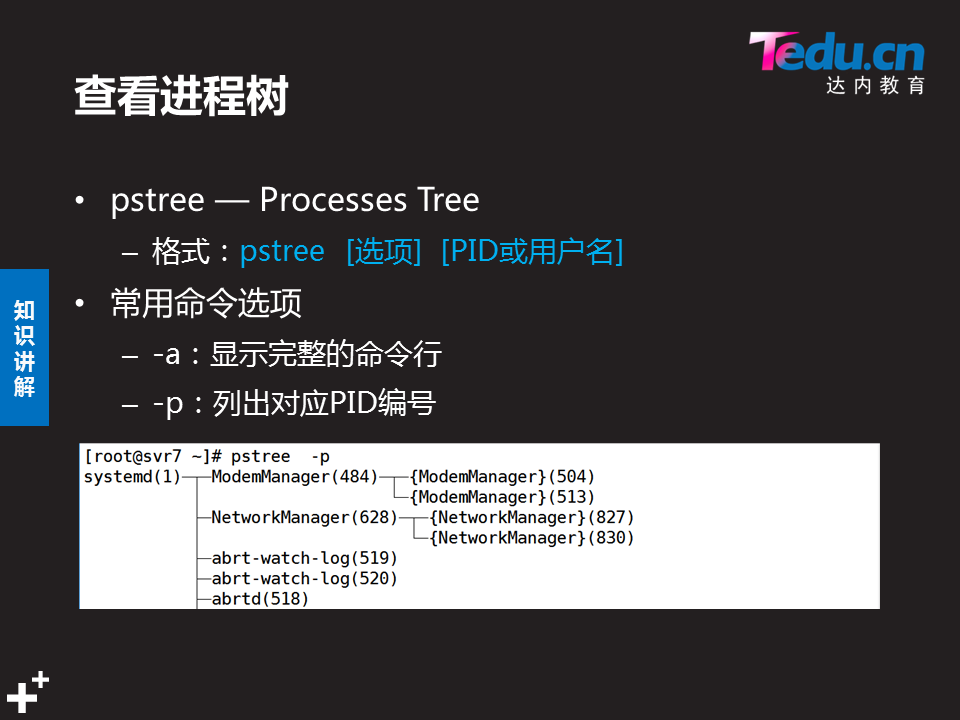 Tedu.cn
达内教育
查看进程树
• pstree — Processes Tree
– 格式：pstree [选项] [PID或用户名]
• 常用命令选项
– -a：显示完整的命令行
– -p：列出对应PID编号
知识讲解
[root@svr7 ~]# pstree  -p
systemd(1)─┬─ModemManager(484)─┬─{ModemManager}(504)
└─{ModemManager}(513)
├─NetworkManager(628)─┬─{NetworkManager}(827)
└─{NetworkManager}(830)
├─abrt-watch-log(519)
├─abrt-watch-log(520)
├─abrtd(518)